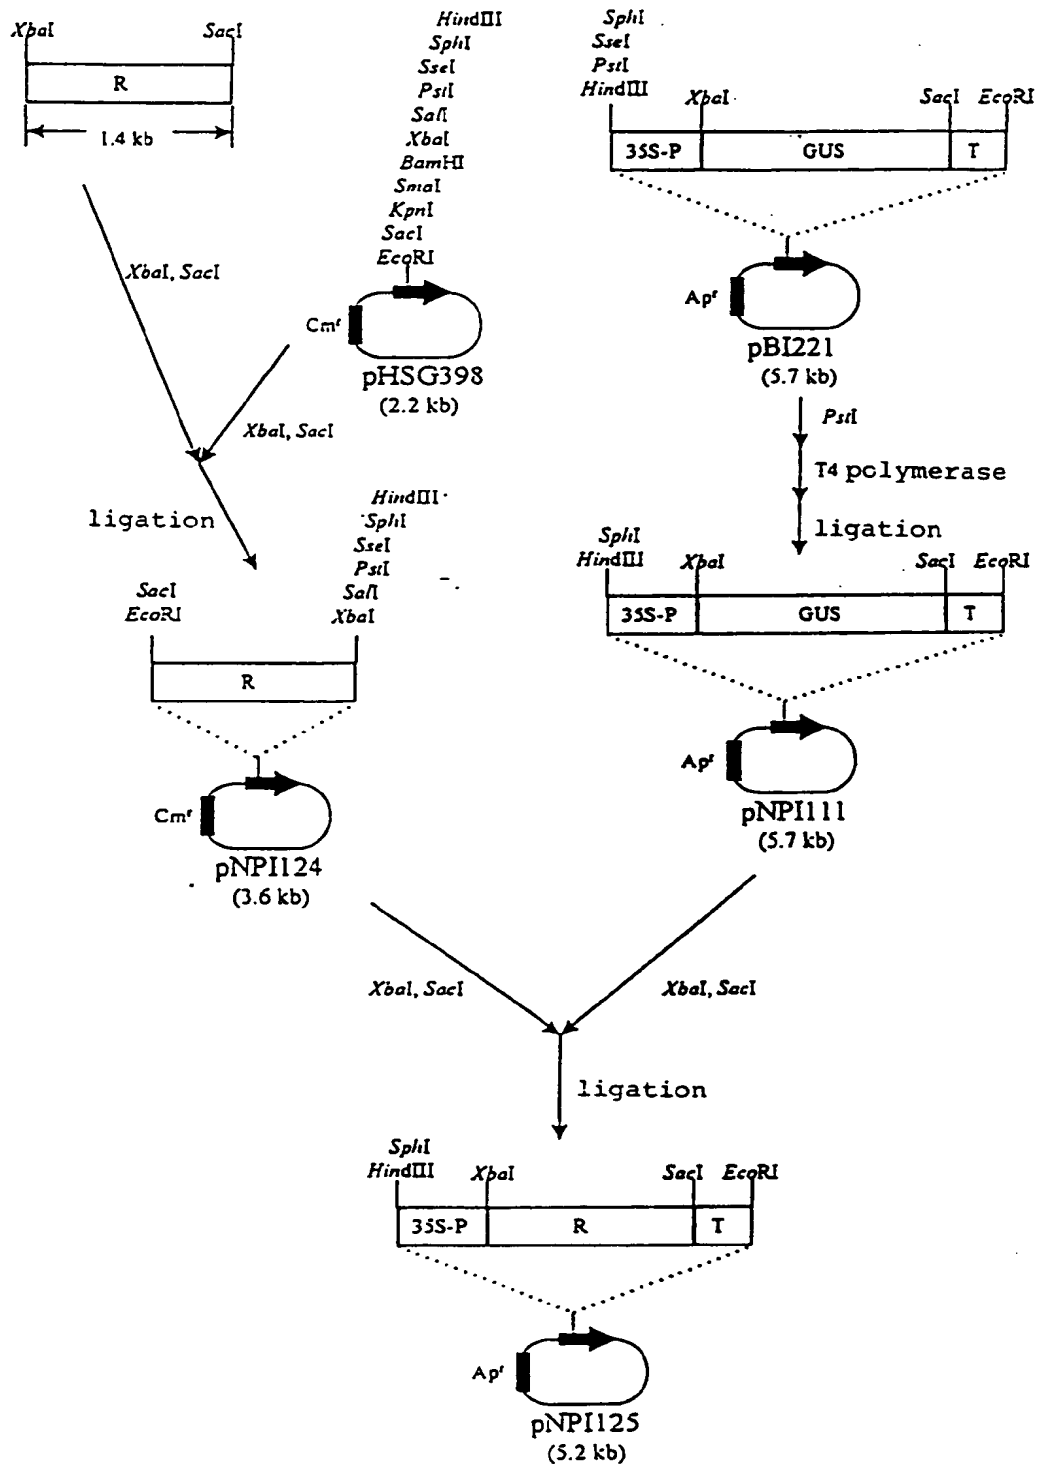 XbaI
SacI
R
1.4 kb
HindIII
SphI
SseI
PstI
SalI
XbaI
BamHI
SmaI
KpnI
SacI
EcoRI
Cmr
pHSG398
(2.2 kb)
SphI
SseI
PstI
HindIII
XbaI
SacI
EcoRI
35S-P
GUS
T
Apr
pBI221
(5.7 kb)
XbaI, SacI
XbaI, SacI
ligation
PstI
T4 polymerase
ligation
SacI
EcoRI
HindIII
SphI
SseI
PstI
SalI
XbaI
R
Cmr
pNPI124
(3.6 kb)
SphI
HindIII
XbaI
SacI
EcoRI
35S-P
GUS
T
Apr
pNPI111
(5.7 kb)
XbaI, SacI
XbaI, SacI
ligation
SphI
HindIII
XbaI
SacI
EcoRI
35S-P
R
T
Apr
pNPI125
(5.2 kb)